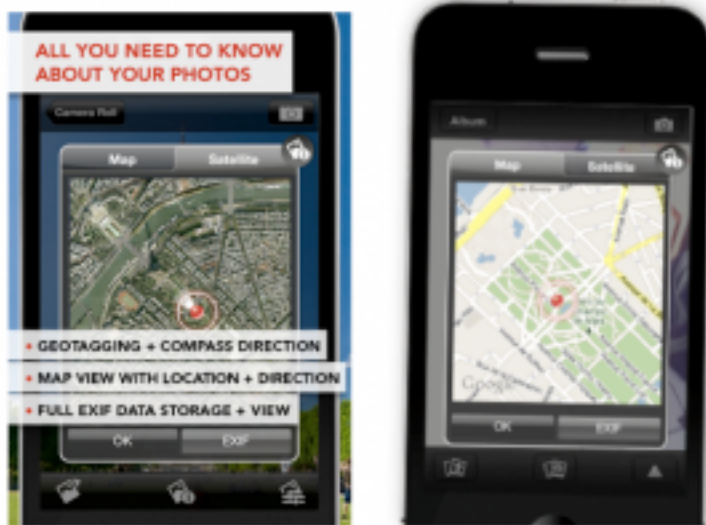 ALL YOU NEED TO KNOW
ABOUT YOUR PHOTOS
Camera Roll
Map Satellite
• GEOTAGGING + COMPASS DIRECTION
• MAP VIEW WITH LOCATION + DIRECTION
• FULL EXIF DATA STORAGE + VIEW
OK EXIF
Album
Map Satellite
Google
OK EXIF